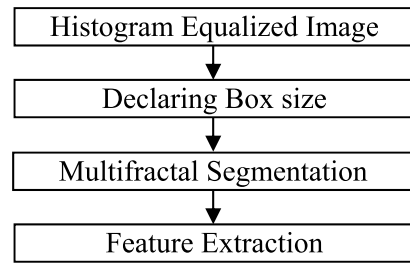 Histogram Equalized Image
Declaring Box size
Multifractal Segmentation
Feature Extraction